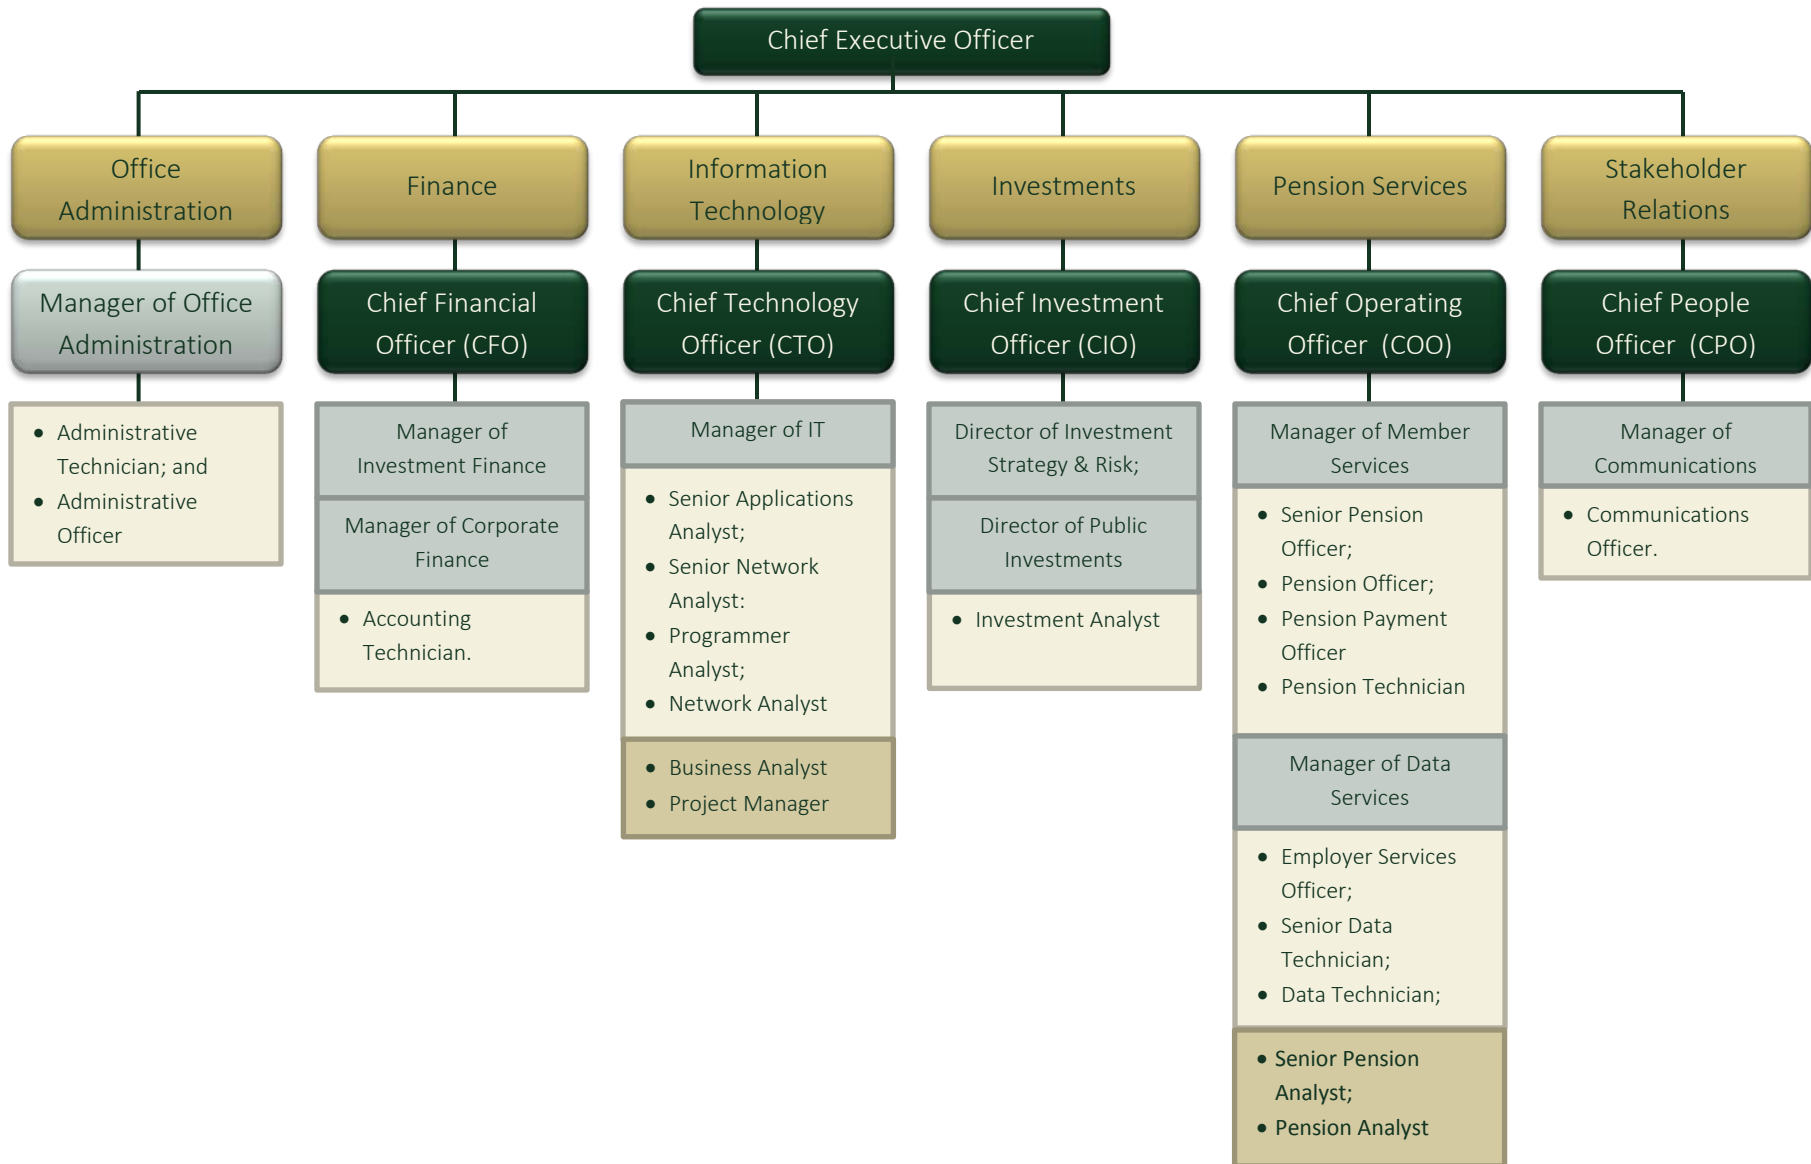 Chief Executive Officer
Office
Administration
Manager of Office
Administration
• Administrative
Technician; and
• Administrative
Officer
Finance
Chief Financial
Officer (CFO)
Manager of
Investment Finance
Manager of Corporate
Finance
• Accounting
Technician.
Information
Technology
Chief Technology
Officer (CTO)
Manager of IT
• Senior Applications
Analyst;
• Senior Network
Analyst:
• Programmer
Analyst;
• Network Analyst
• Business Analyst
• Project Manager
Investments
Chief Investment
Officer (CIO)
Director of Investment
Strategy & Risk;
Director of Public
Investments
• Investment Analyst
Pension Services
Chief Operating
Officer (COO)
Manager of Member
Services
• Senior Pension
Officer;
• Pension Officer;
• Pension Payment
Officer
• Pension Technician
Manager of Data
Services
• Employer Services
Officer;
• Senior Data
Technician;
• Data Technician;
• Senior Pension
Analyst;
• Pension Analyst
Stakeholder
Relations
Chief People
Officer (CPO)
Manager of
Communications
• Communications
Officer.